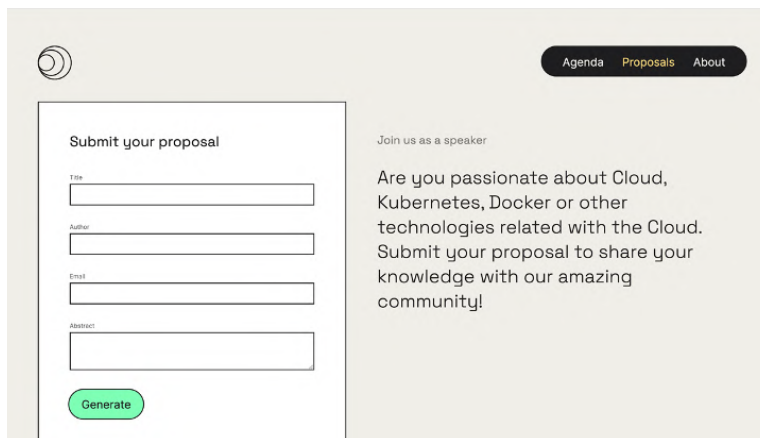 Agenda Proposals About
Submit your proposal
Title
Author
Email
Abstract
Generate
Join us as a speaker
Are you passionate about Cloud,
Kubernetes, Docker or other
technologies related with the Cloud.
Submit your proposal to share your
knowledge with our amazing
community!